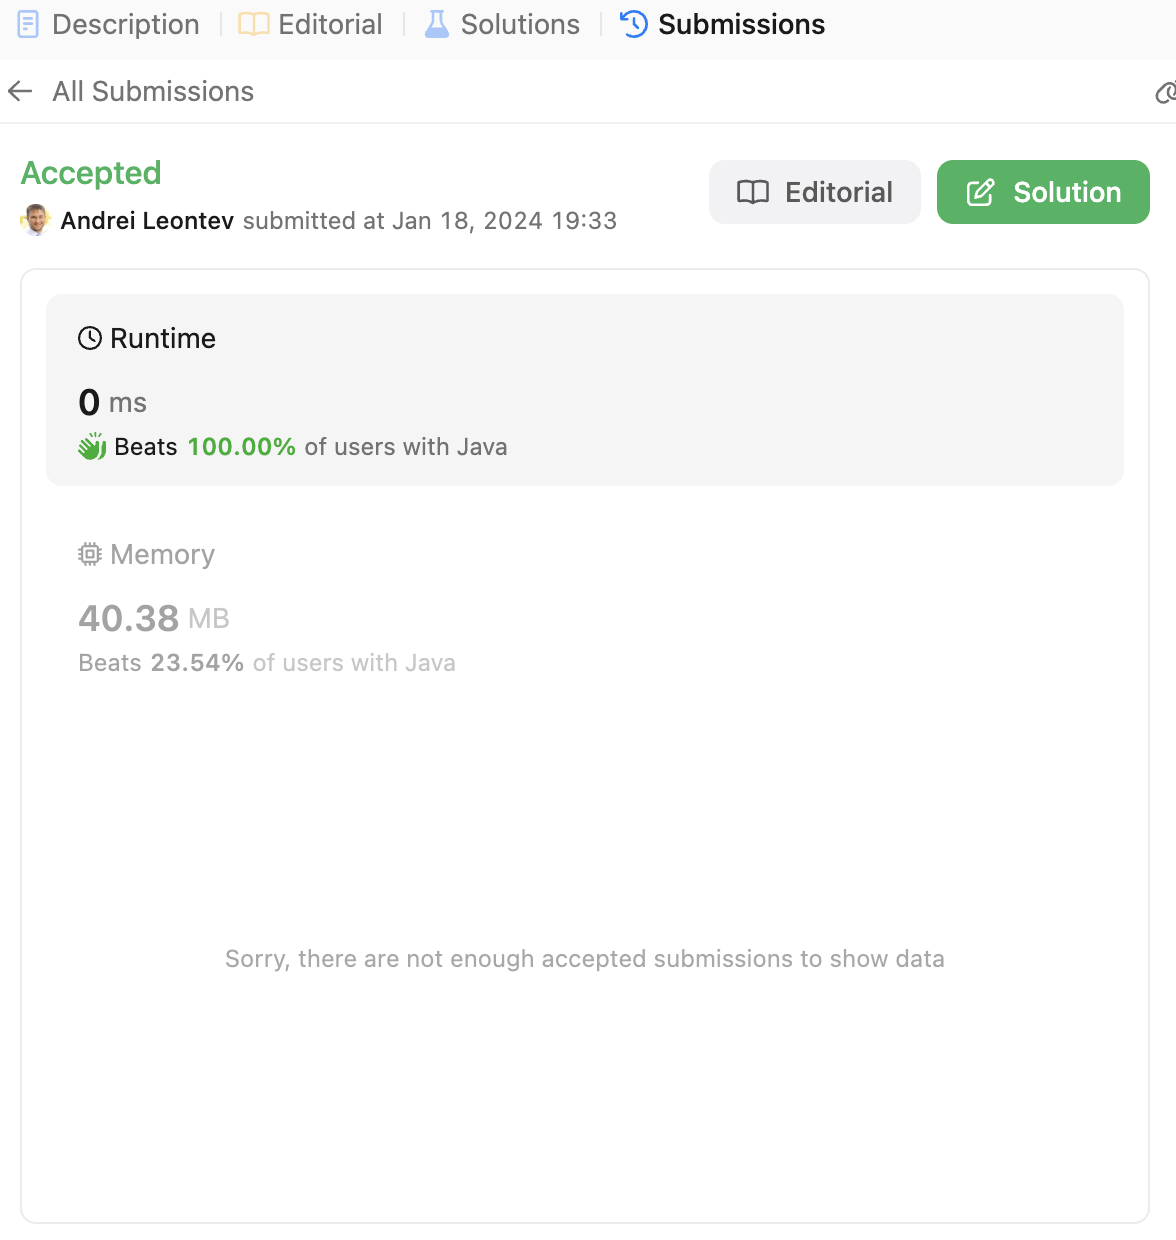 Description Editorial Solutions Submissions
All Submissions
Accepted
Andrei Leontev submitted at Jan 18, 2024 19:33
Editorial
Solution
Runtime
0 ms
Beats 100.00% of users with Java
Memory
40.38 MB
Beats 23.54% of users with Java
Sorry, there are not enough accepted submissions to show data